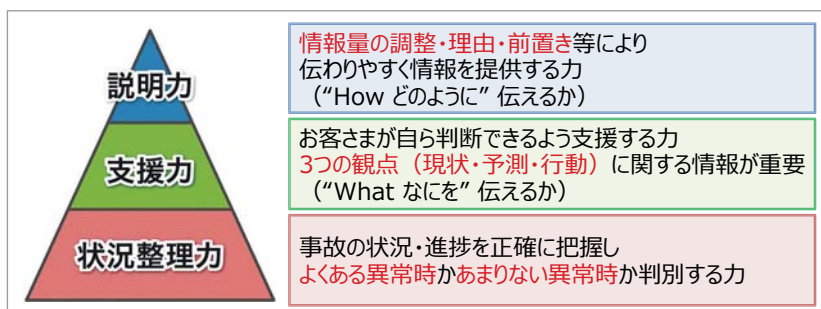 説明力
情報量の調整・理由・前置き等により
伝わりやすく情報を提供する力
(“How どのように” 伝えるか)
支援力
お客さまが自ら判断できるよう支援する力
3つの観点（現状・予測・行動）に関する情報が重要
(“What なにを” 伝えるか)
状況整理力
事故の状況・進捗を正確に把握し
よくある異常時かあまりない異常時か判別する力